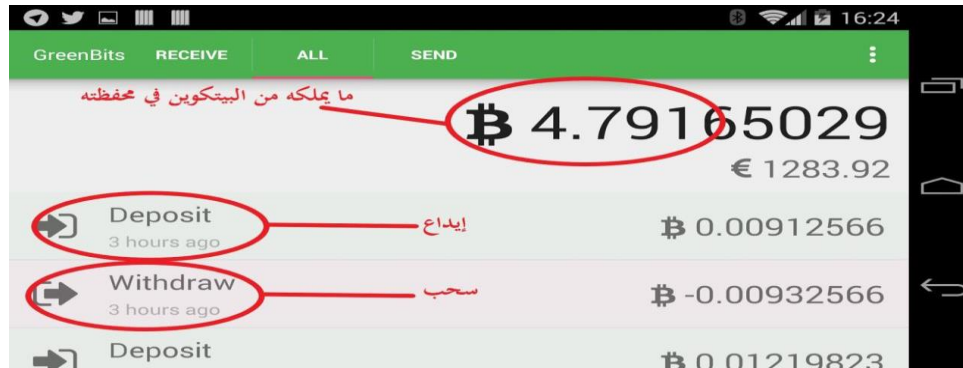 16:24
GreenBits RECEIVE ALL SEND
ما يملكه من البيتكوين في محفظته
₿ 4.79165029
€ 1283.92
Deposit
3 hours ago
إيداع
₿ 0.00912566
Withdraw
3 hours ago
سحب
₿ -0.00932566
Deposit
₿ 0.01219823